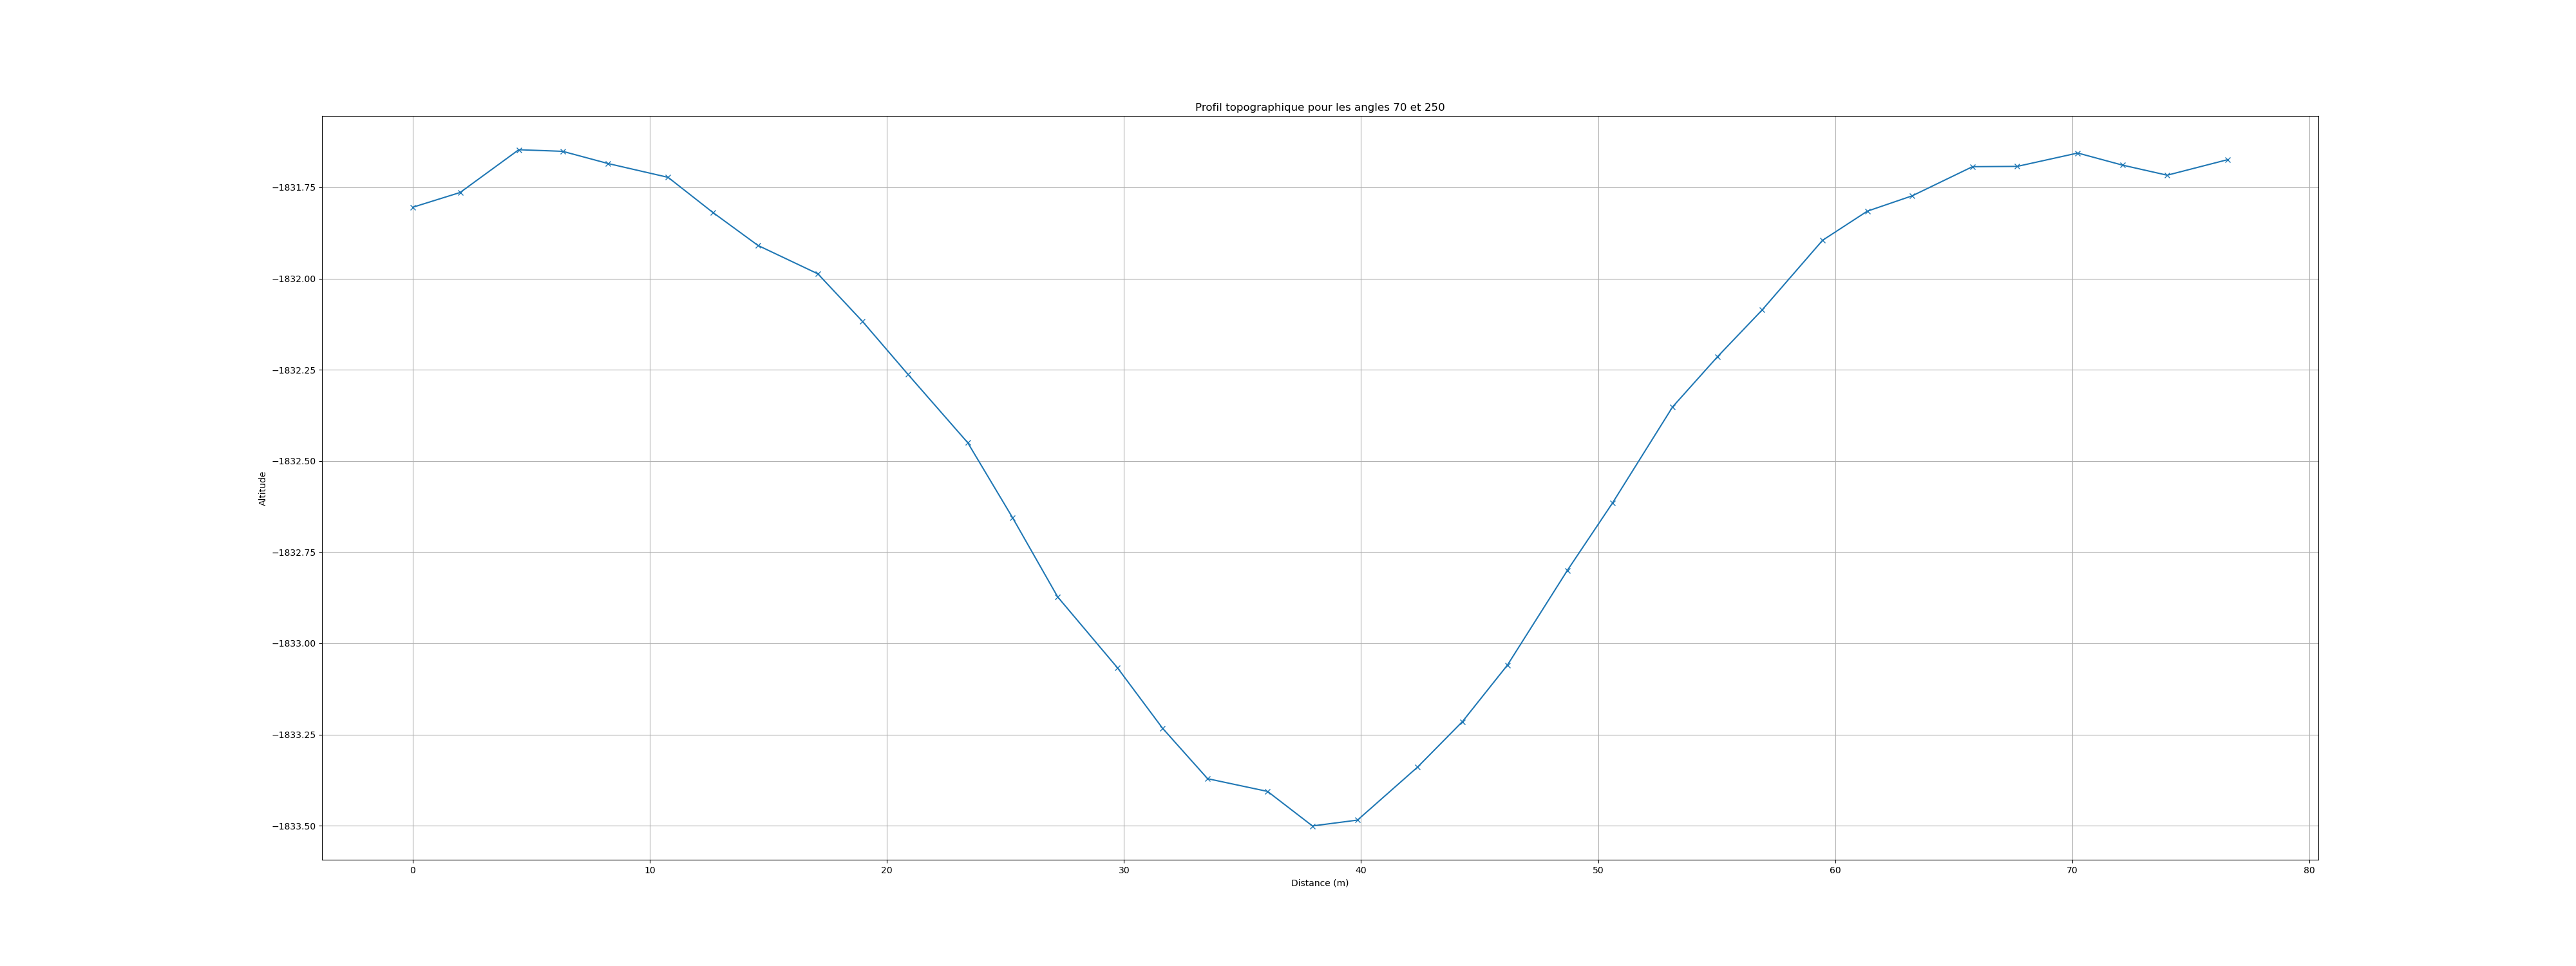 Profil topographique pour les angles 70 et 250
−1831.75
−1832.00
−1832.25
−1832.50
−1832.75
−1833.00
−1833.25
−1833.50
Altitude
0 10 20 30 40 50 60 70 80
Distance (m)